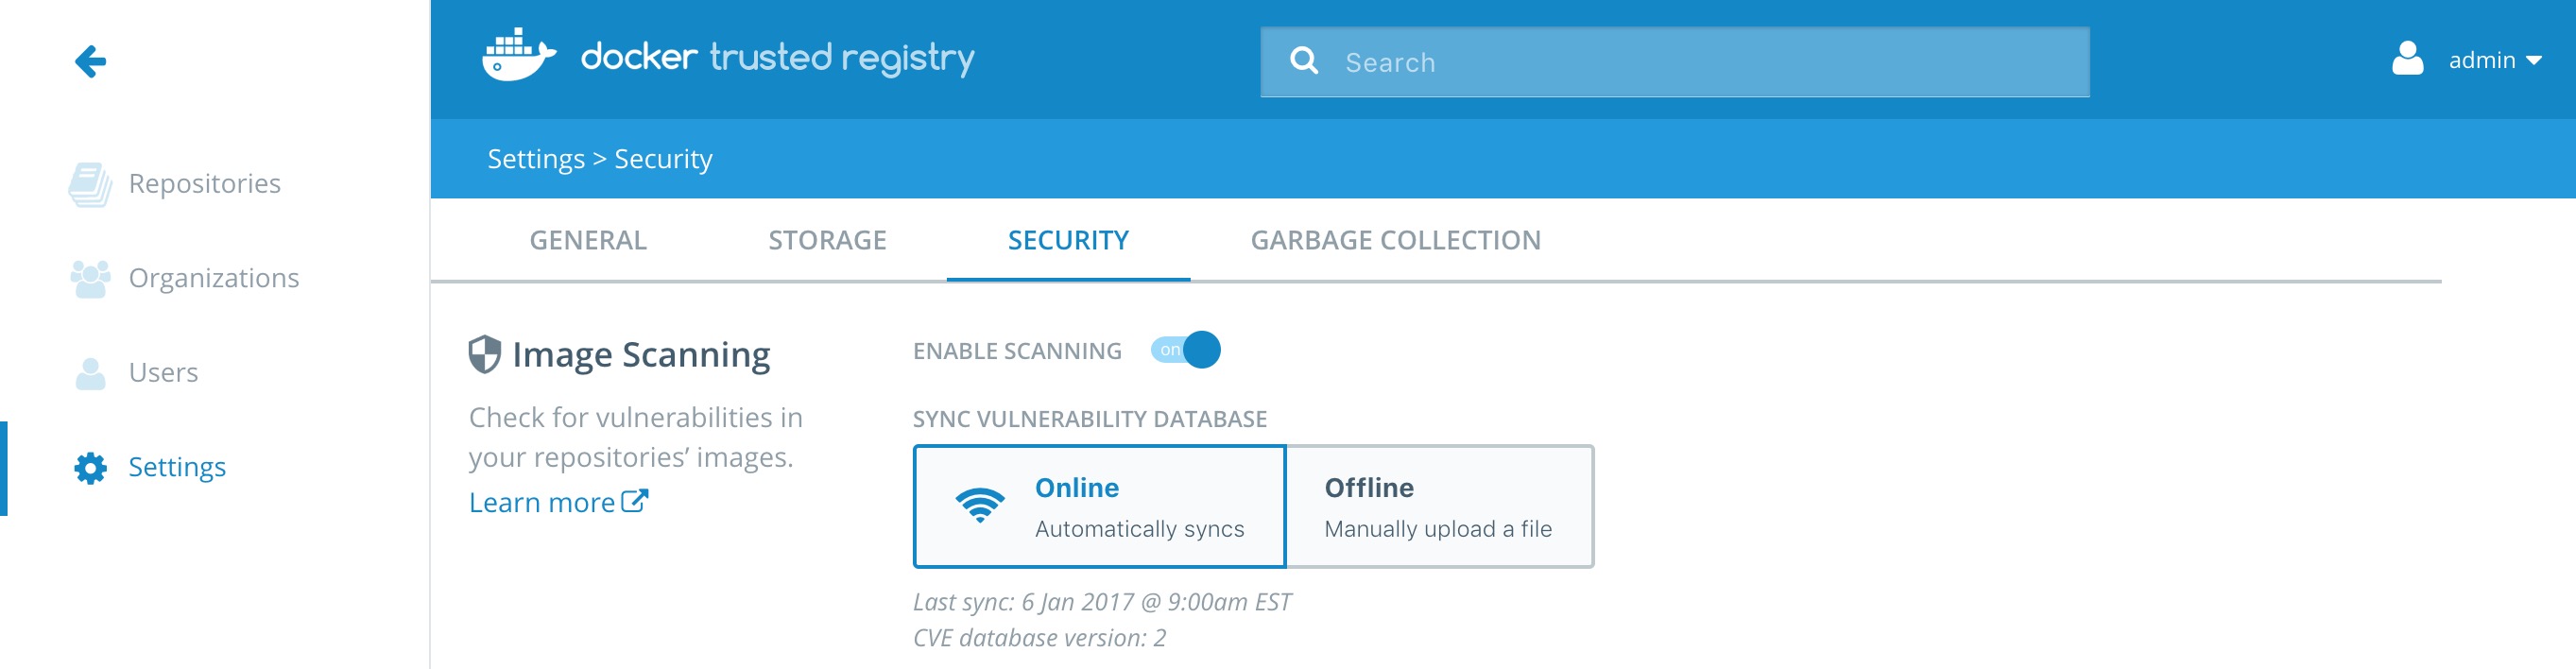 docker trusted registry
Search
admin
Settings > Security
Repositories
Organizations
Users
Settings
GENERAL
STORAGE
SECURITY
GARBAGE COLLECTION
Image Scanning
Check for vulnerabilities in
your repositories’ images.
Learn more
ENABLE SCANNING
on
SYNC VULNERABILITY DATABASE
Online
Automatically syncs
Offline
Manually upload a file
Last sync: 6 Jan 2017 @ 9:00am EST
CVE database version: 2